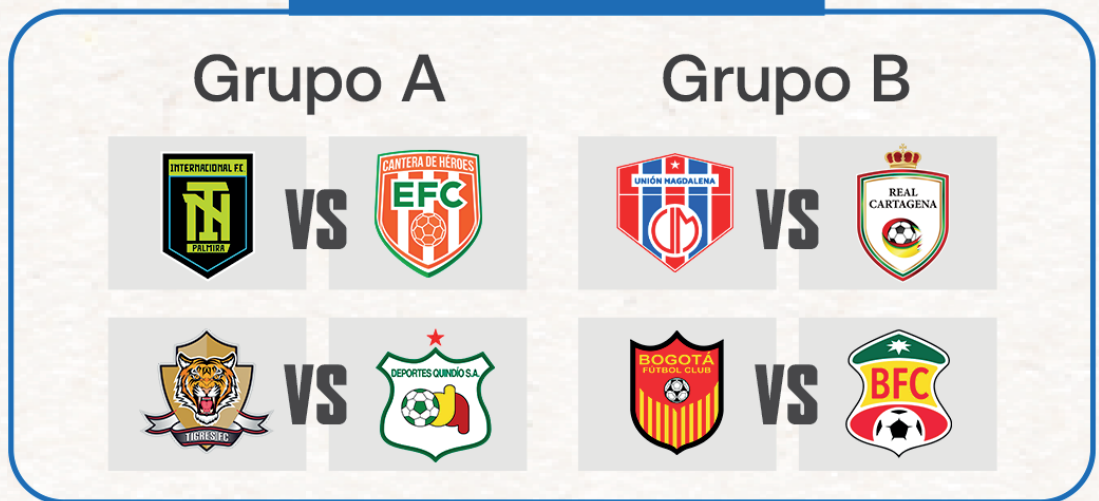 Grupo A
INTERNACIONAL F.C.
PALMIRA
VS
CANTERA DE HÉROES
EFC
TIGRES FC
VS
DEPORTES QUINDÍO S.A.
Grupo B
UNIÓN MAGDALENA
UM
VS
REAL
CARTAGENA
BOGOTÁ
FÚTBOL CLUB
VS
BFC